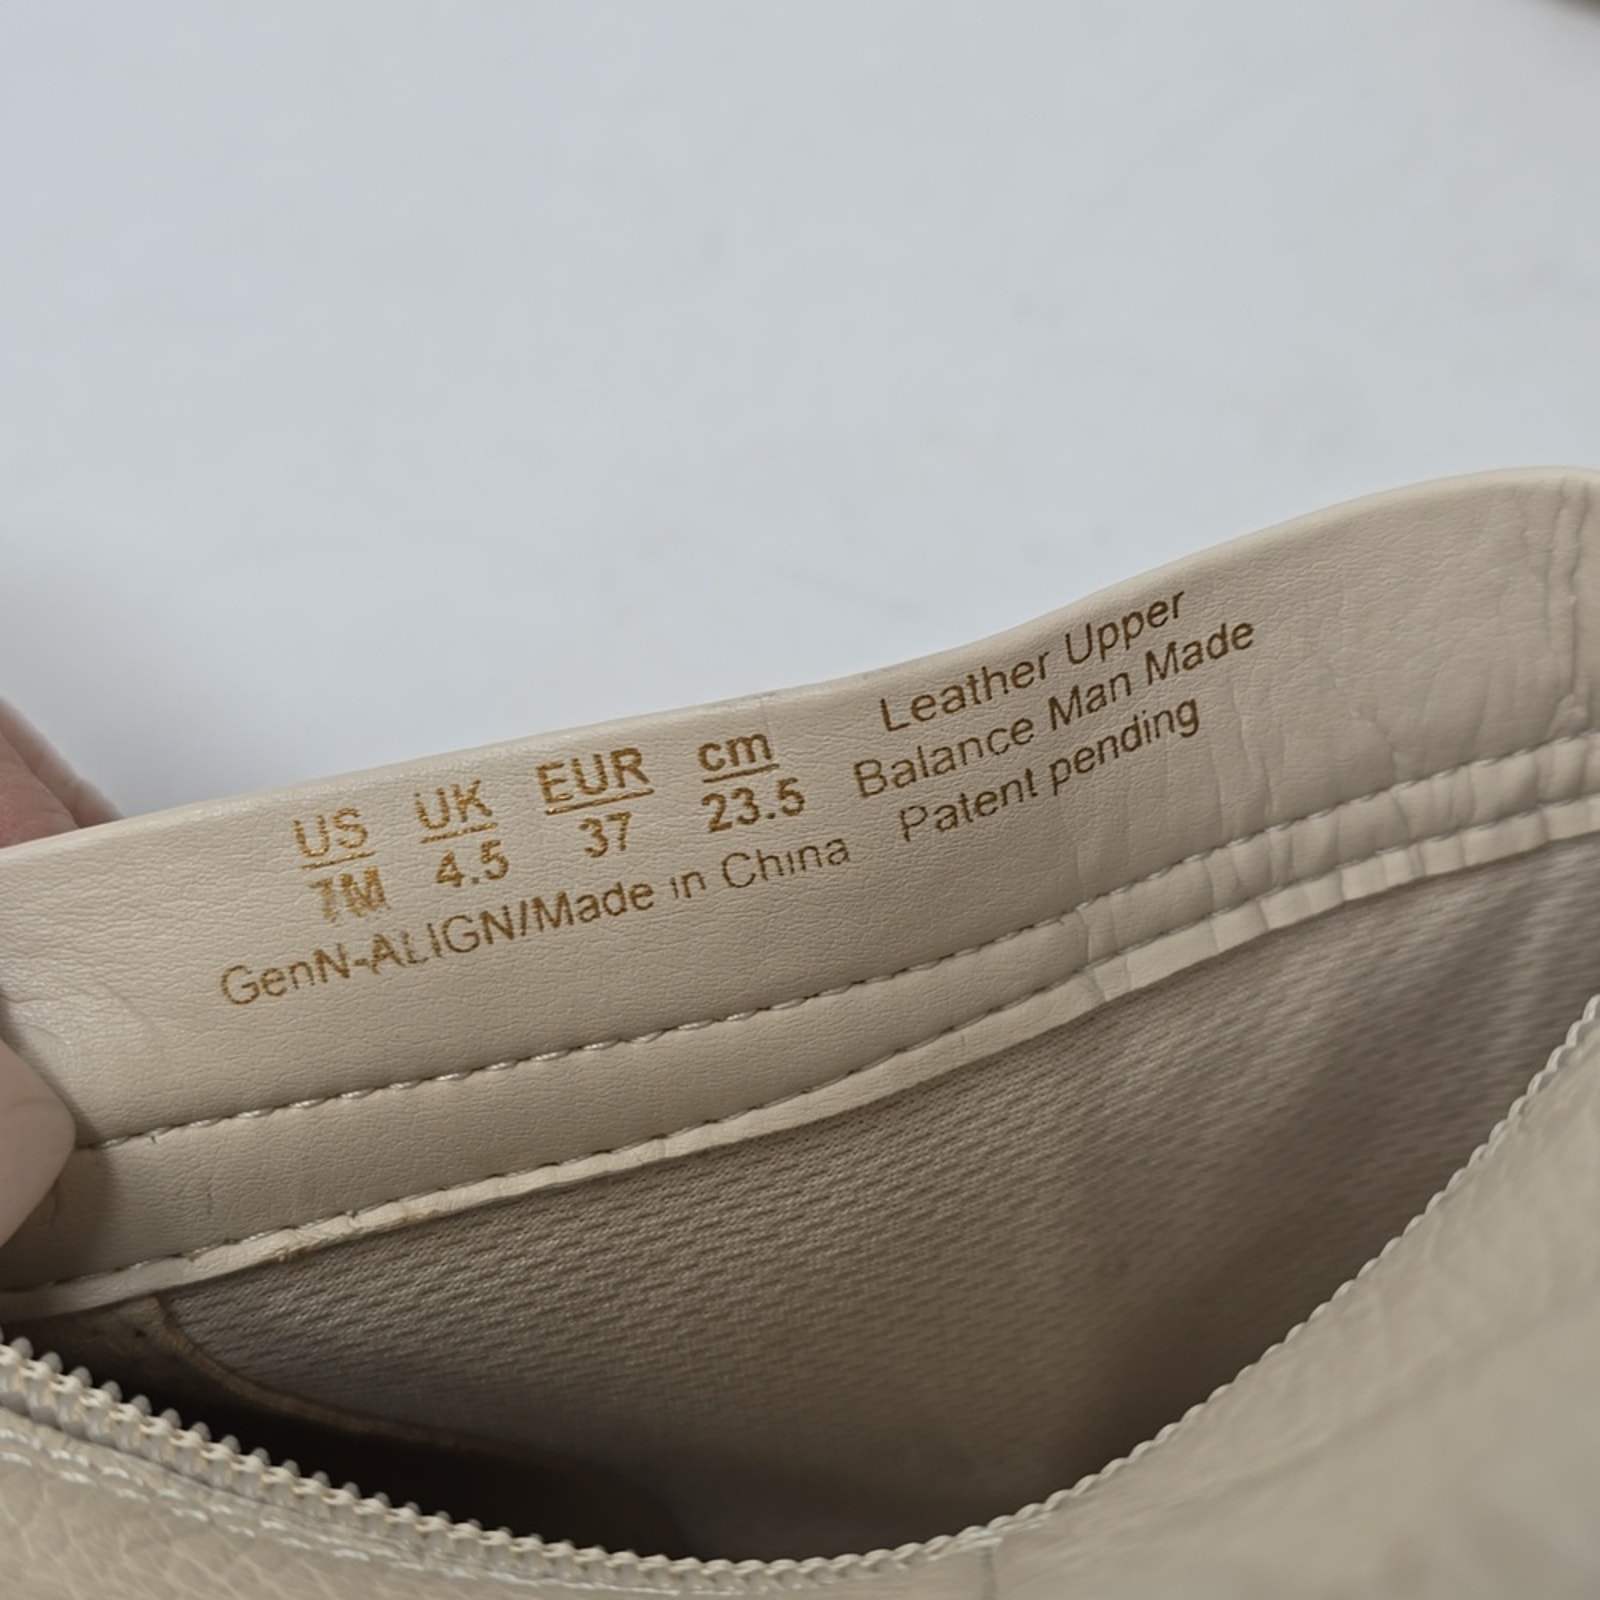 US UK EUR cm
7M 4.5 37 23.5
GenN-ALIGN/Made in China
Leather Upper
Balance Man Made
Patent pending